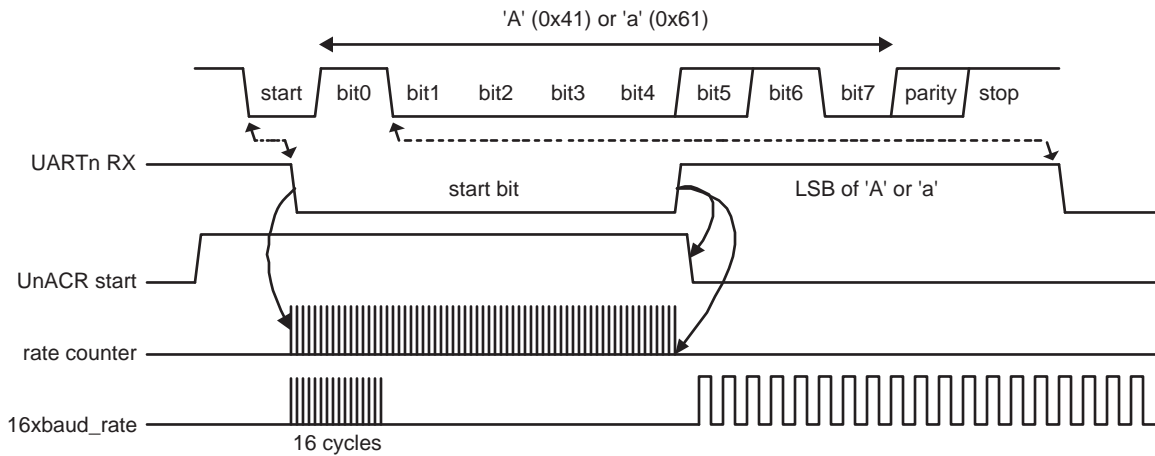 'A' (0x41) or 'a' (0x61)
start bit0 bit1 bit2 bit3 bit4 bit5 bit6 bit7 parity stop
UARTn RX
start bit LSB of 'A' or 'a'
UnACR start
rate counter
16xbaud_rate
16 cycles